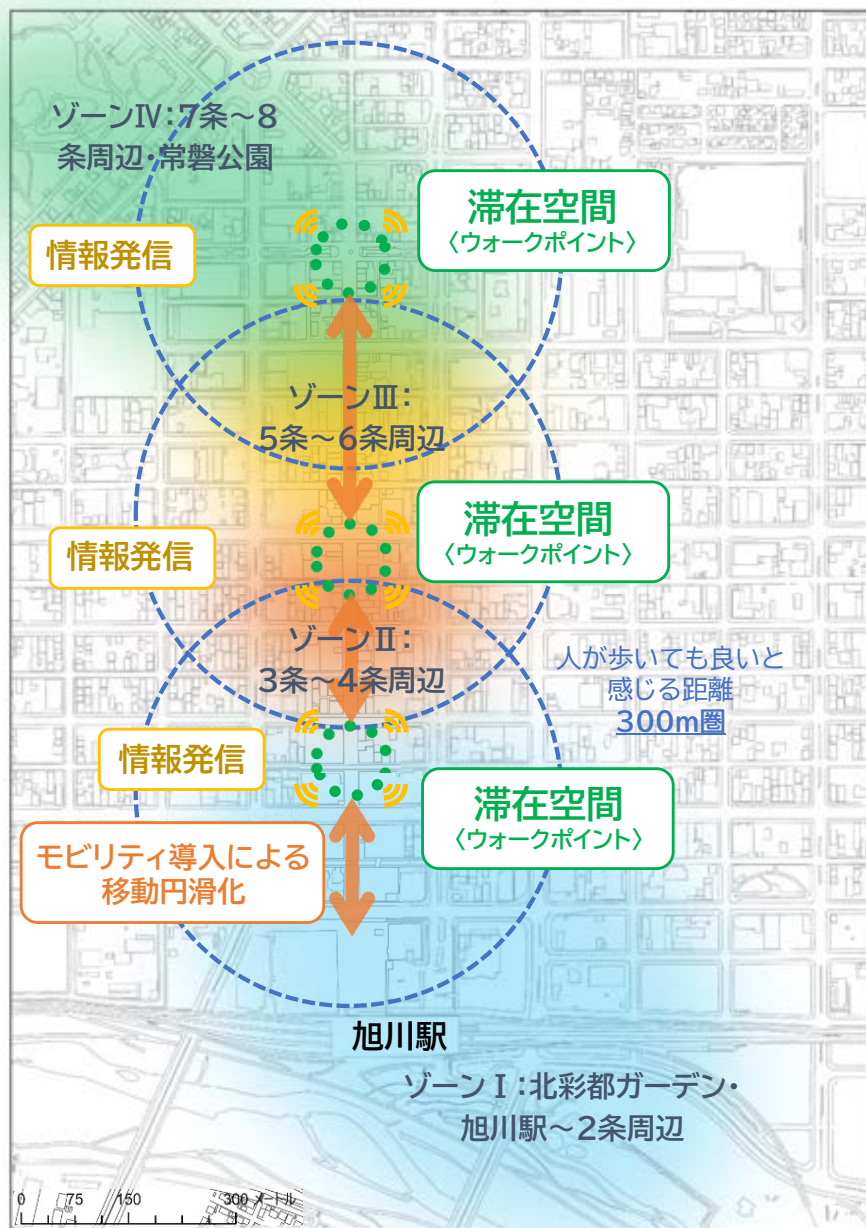 ゾーンⅣ：7条～8
条周辺・常磐公園
滞在空間
〈ウォークポイント〉
情報発信
ゾーンⅢ：
5条～6条周辺
滞在空間
〈ウォークポイント〉
情報発信
ゾーンⅡ：
3条～4条周辺
人が歩いても良いと
感じる距離
300m圏
情報発信
滞在空間
〈ウォークポイント〉
モビリティ導入による
移動円滑化
旭川駅
ゾーンⅠ：北彩都ガーデン・
旭川駅～2条周辺
0 75 150 300 メートル